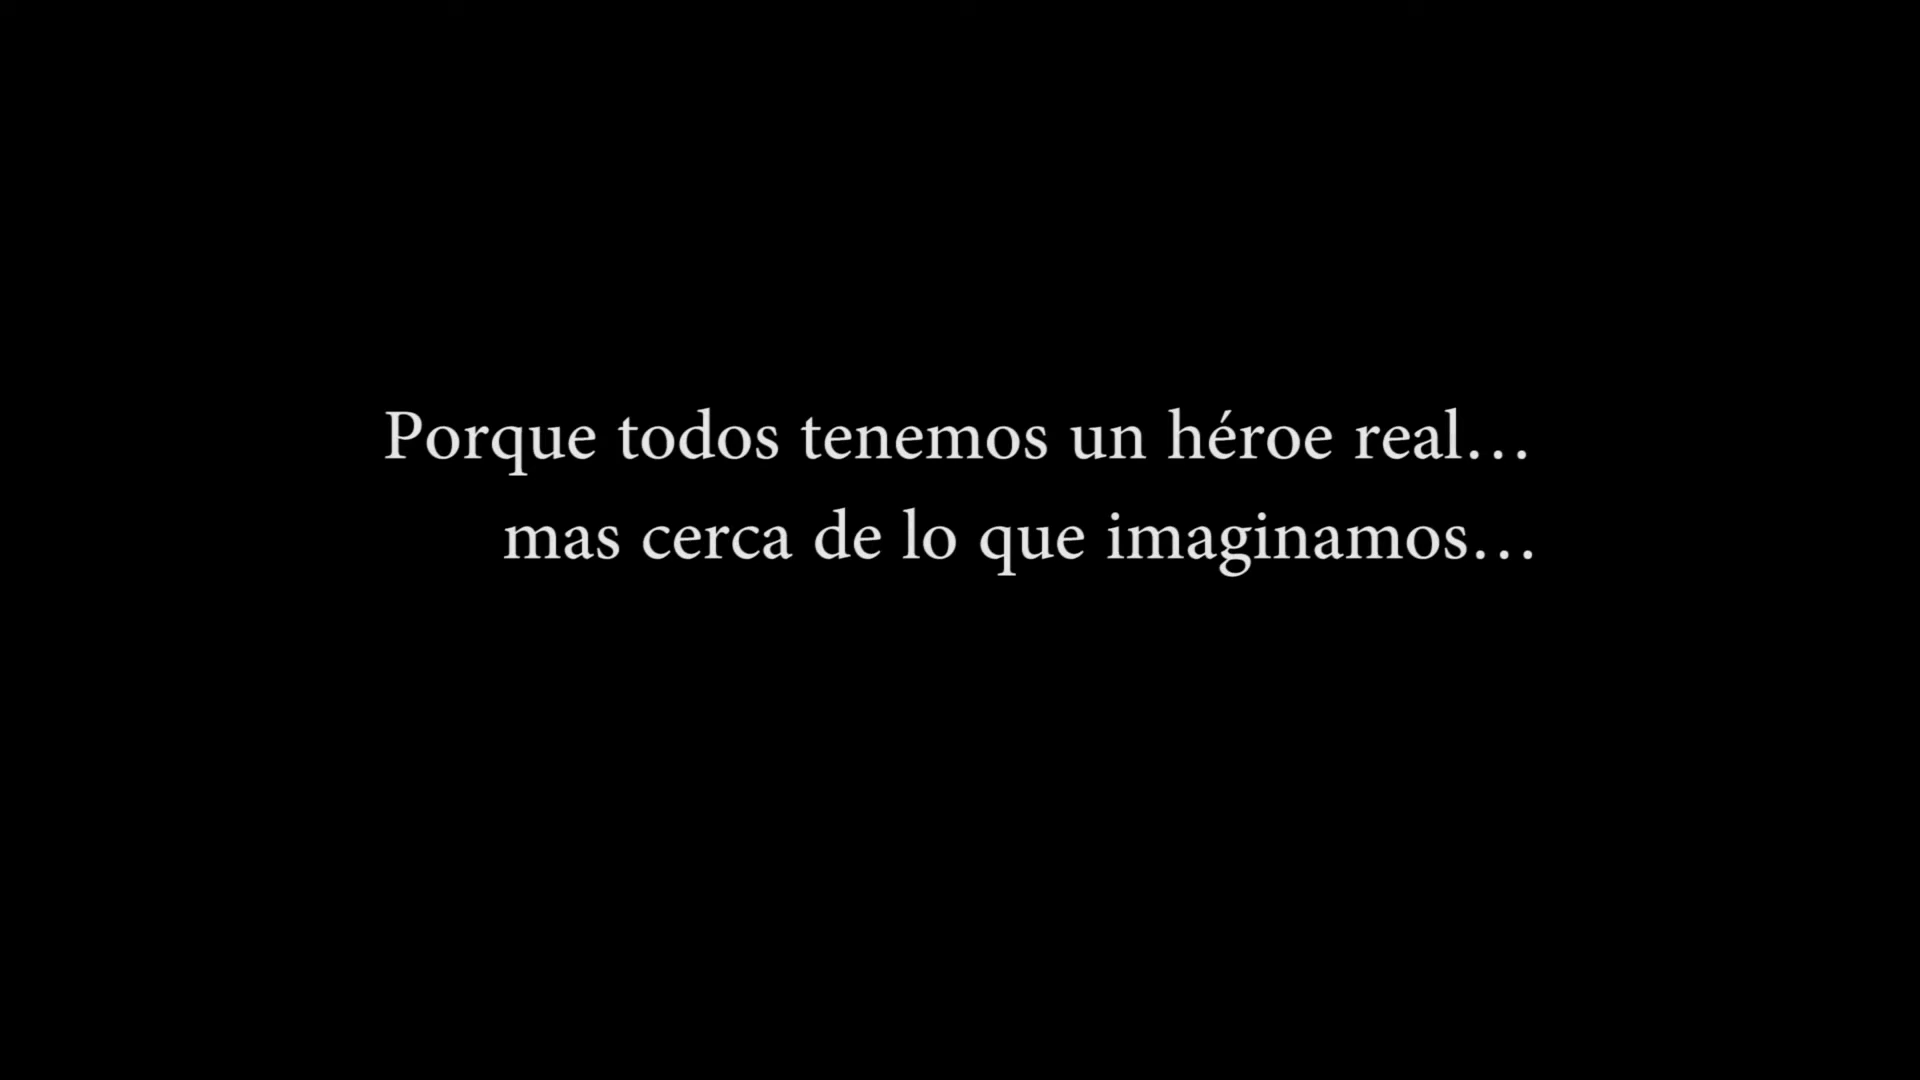 Porque todos tenemos un héroe real…
mas cerca de lo que imaginamos…